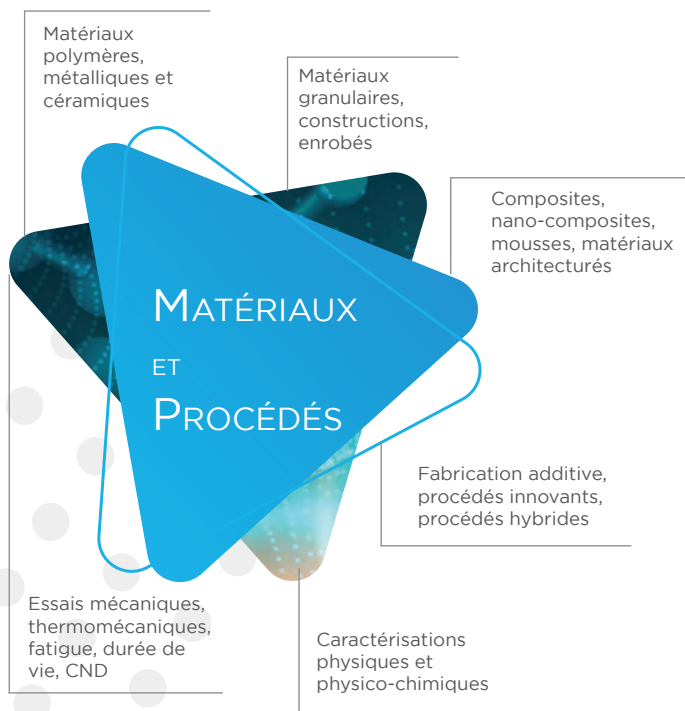 Matériaux
polymères,
métalliques et
céramiques
Matériaux
granulaires,
constructions,
enrobés
Composites,
nano-composites,
mousses, matériaux
architecturés
Matériaux
et
Procédés
Fabrication additive,
procédés innovants,
procédés hybrides
Essais mécaniques,
thermomécaniques,
fatigue, durée de
vie, CND
Caractérisations
physiques et
physico-chimiques